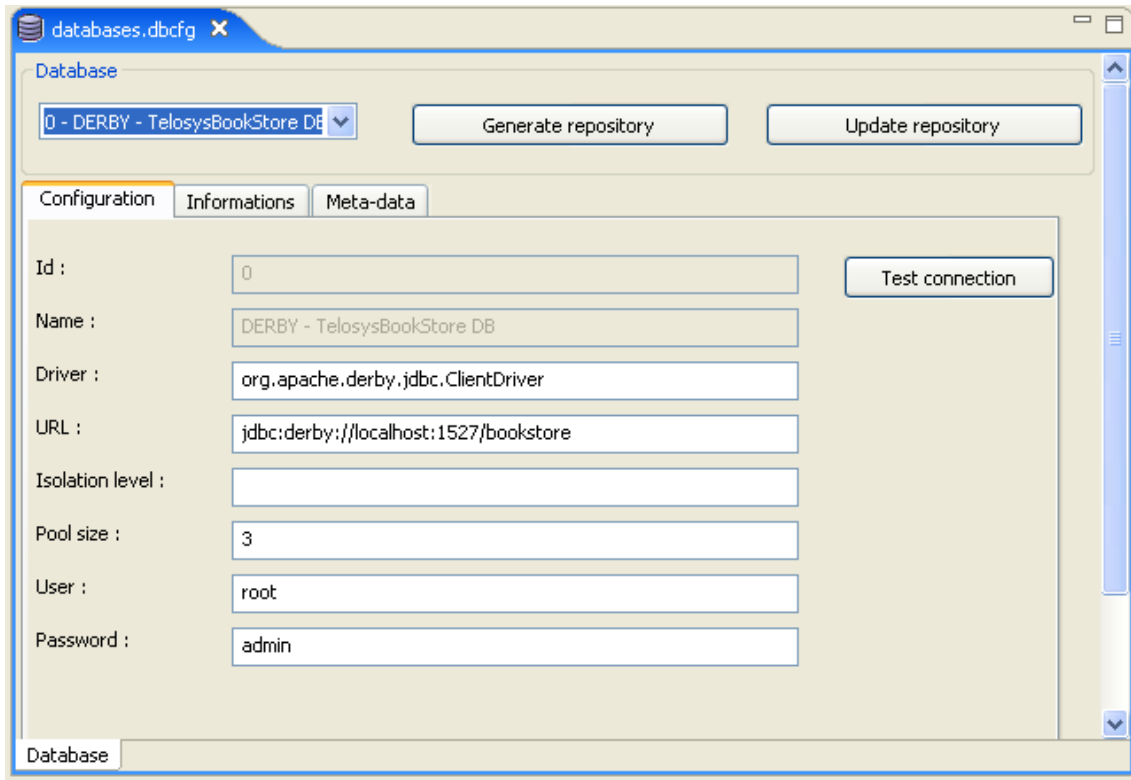 databases.dbcfg
Database
0 - DERBY - TelosysBookStore DB
Generate repository
Update repository
Configuration
Informations
Meta-data
Id :
0
Test connection
Name :
DERBY - TelosysBookStore DB
Driver :
org.apache.derby.jdbc.ClientDriver
URL :
jdbc:derby://localhost:1527/bookstore
Isolation level :
Pool size :
3
User :
root
Password :
admin
Database